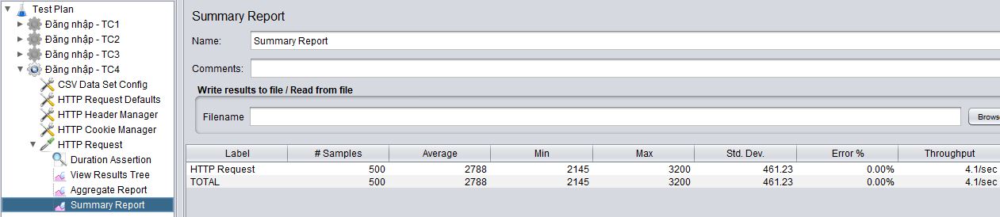 Test Plan
Đăng nhập - TC1
Đăng nhập - TC2
Đăng nhập - TC3
Đăng nhập - TC4
CSV Data Set Config
HTTP Request Defaults
HTTP Header Manager
HTTP Cookie Manager
HTTP Request
Duration Assertion
View Results Tree
Aggregate Report
Summary Report
Summary Report
Name: Summary Report
Comments:
Write results to file / Read from file
Filename Brows
Label # Samples Average Min Max Std. Dev. Error % Throughput
HTTP Request 500 2788 2145 3200 461.23 0.00% 4.1/sec
TOTAL 500 2788 2145 3200 461.23 0.00% 4.1/sec